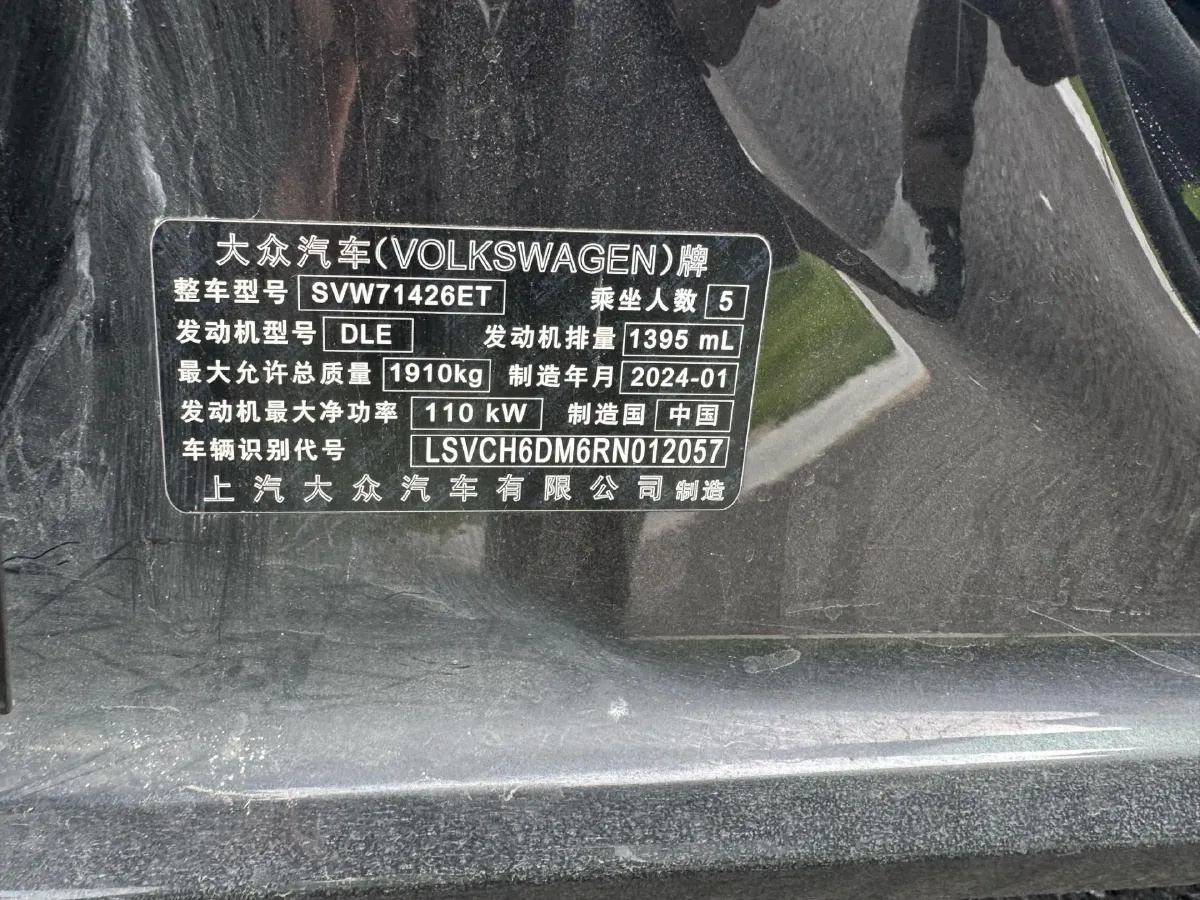 大众汽车(VOLKSWAGEN)牌
整车型号 SVW71426ET 乘坐人数 5
发动机型号 DLE 发动机排量 1395 mL
最大允许总质量 1910kg 制造年月 2024-01
发动机最大净功率 110 kW 制造国 中国
车辆识别代号 LSVCH6DM6RN012057
上汽大众汽车有限公司 制造